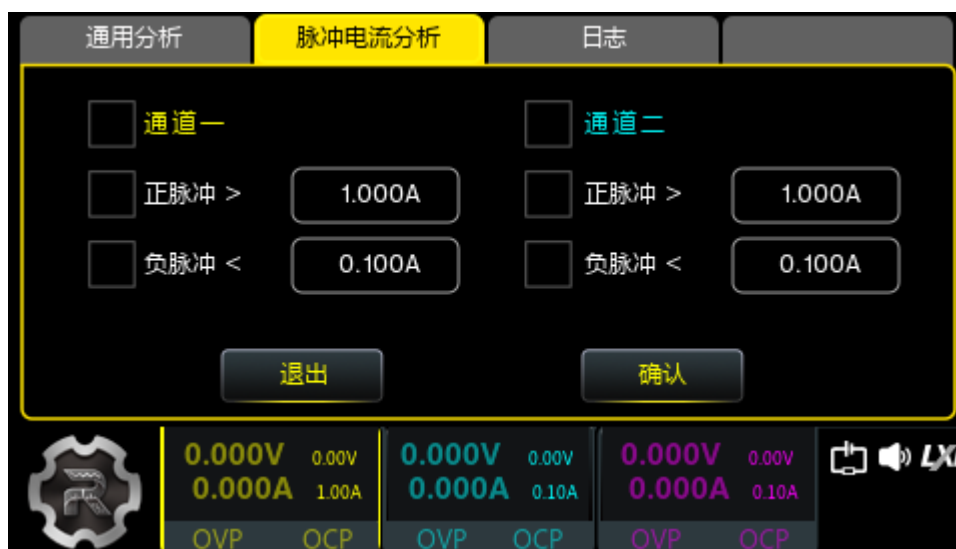 通用分析 脉冲电流分析 日志
通道一 通道二
正脉冲 > 1.000A 正脉冲 > 1.000A
负脉冲 < 0.100A 负脉冲 < 0.100A
退出 确认
0.000V 0.00V 0.000V 0.00V 0.000V 0.00V
0.000A 1.00A 0.000A 0.10A 0.000A 0.10A
OVP OCP OVP OCP OVP OCP
R